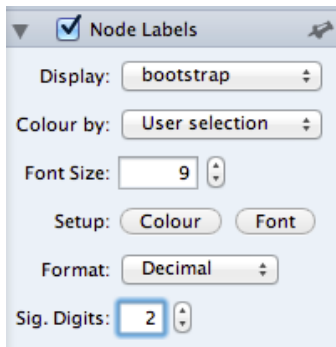 Node Labels
Display: bootstrap
Colour by: User selection
Font Size: 9
Setup: Colour Font
Format: Decimal
Sig. Digits: 2